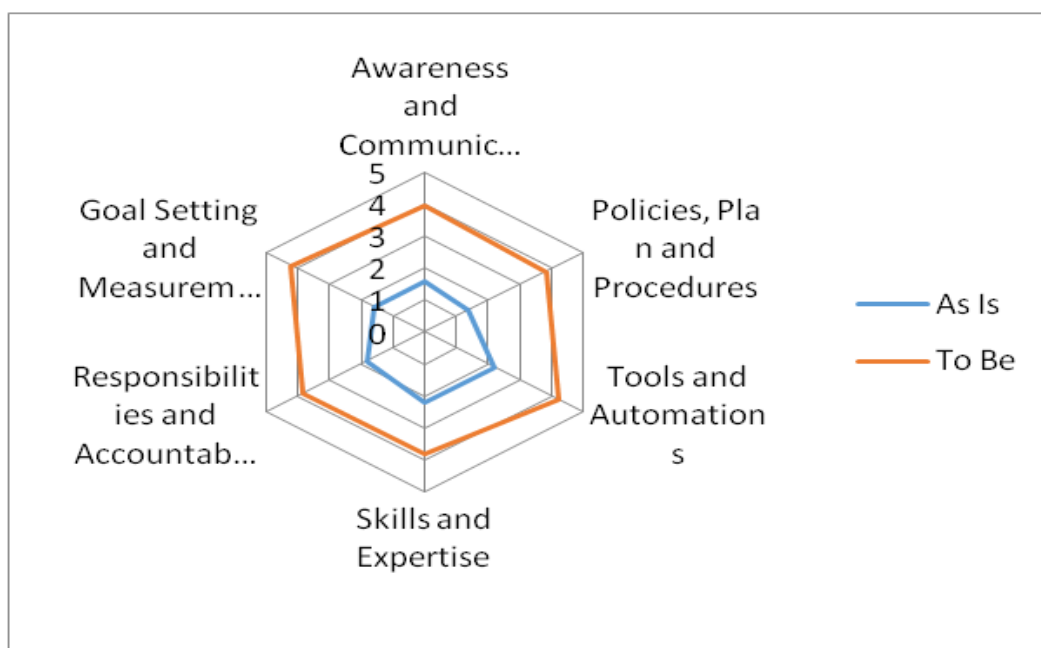 Awareness
and
Communic...
5
4
3
2
1
0
Policies, Pla
n and
Procedures
Tools and
Automation
s
Skills and
Expertise
Responsibilit
ies and
Accountab...
Goal Setting
and
Measurem...
As Is
To Be